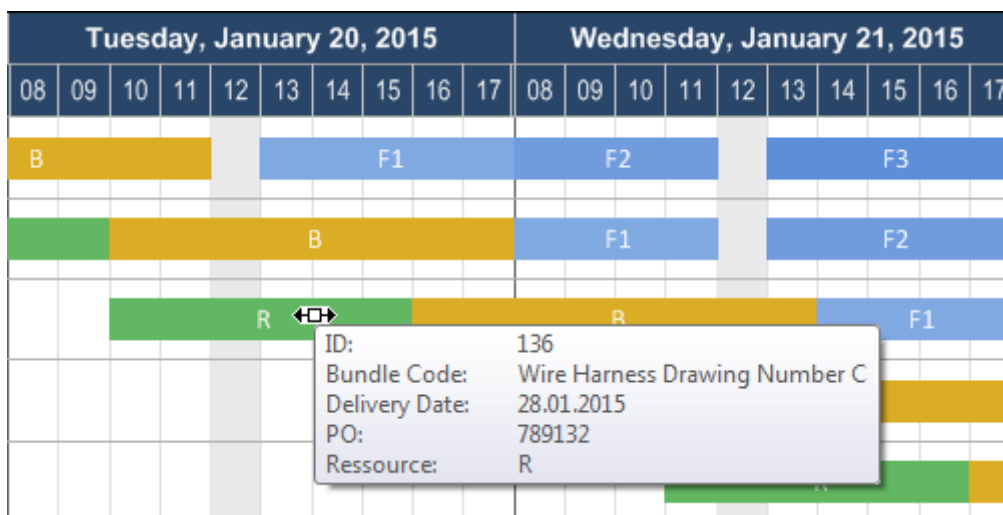 Tuesday, January 20, 2015 Wednesday, January 21, 2015
08 09 10 11 12 13 14 15 16 17 08 09 10 11 12 13 14 15 16 17
B F1 F2 F3
B F1 F2
R B F1
ID: 136
Bundle Code: Wire Harness Drawing Number C
Delivery Date: 28.01.2015
PO: 789132
Ressource: R